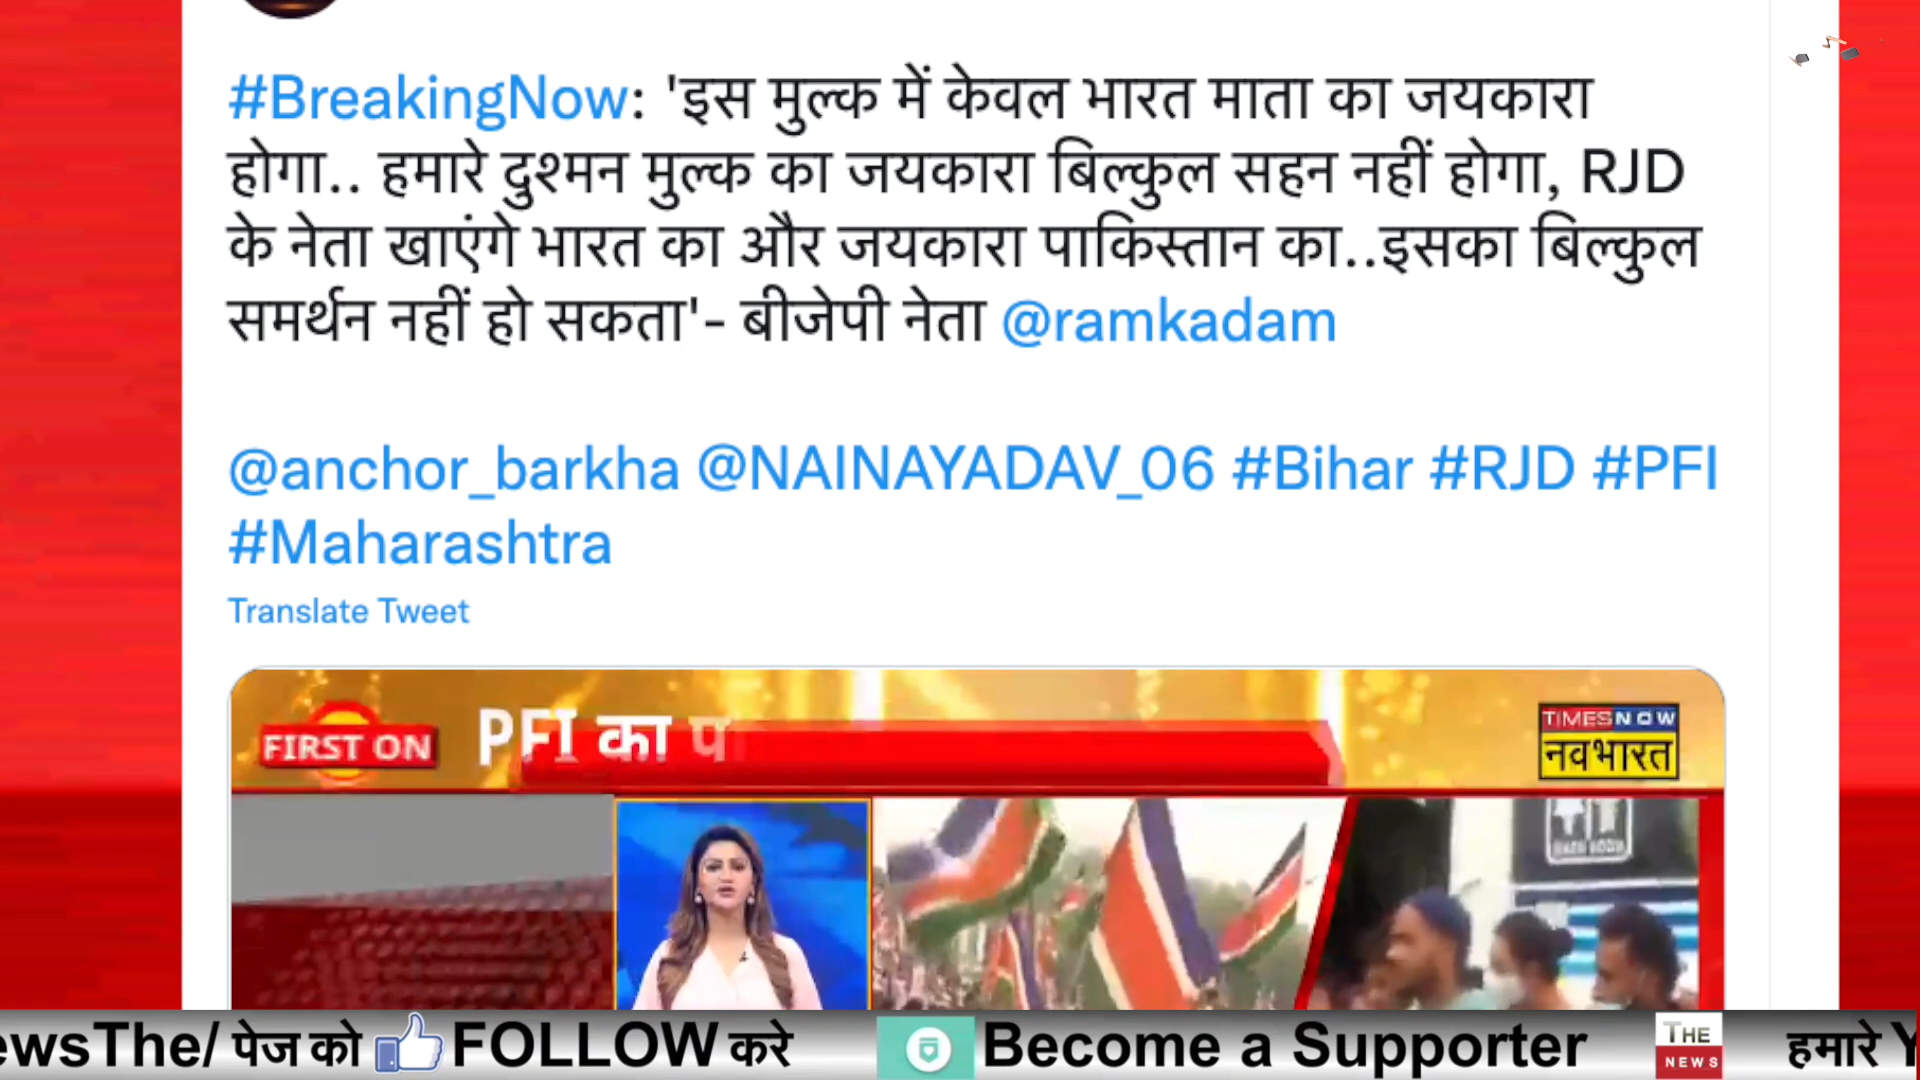 #BreakingNow: 'इस मुल्क में केवल भारत माता का जयकारा
होगा.. हमारे दुश्मन मुल्क का जयकारा बिल्कुल सहन नहीं होगा, RJD
के नेता खाएंगे भारत का और जयकारा पाकिस्तान का..इसका बिल्कुल
समर्थन नहीं हो सकता'- बीजेपी नेता @ramkadam
@anchor_barkha @NAINAYADAV_06 #Bihar #RJD #PFI
#Maharashtra
Translate Tweet
FIRST ON
PFI का प
TIMES NOW
नवभारत
ewsThe/ पेज को FOLLOW करे
Become a Supporter
THE
NEWS
हमारे Y